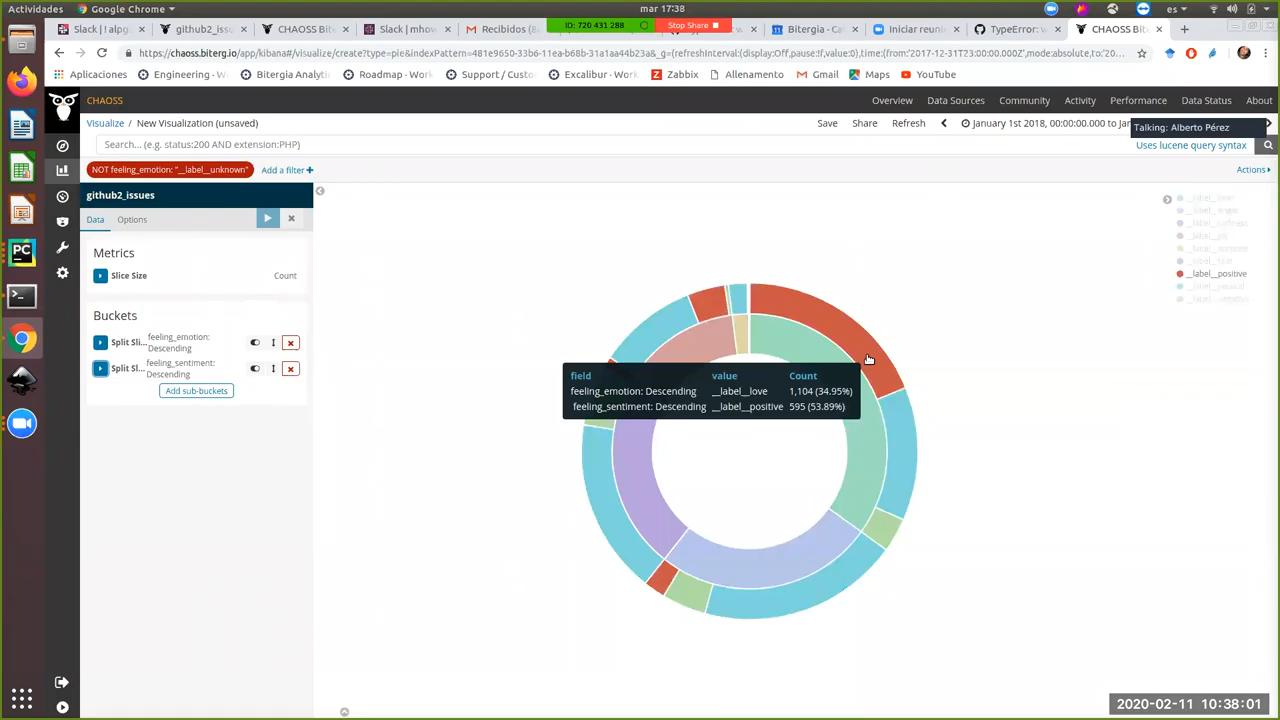 Actividades
Google Chrome
mar 17:38
es
Slack | ! alpg
github2_issu
CHAOSS Bi
Slack | mhow
Recibidos (
ID: 720 431 288
Stop Share
Bitergia - Ca
Iniciar reuni
TypeError: v
CHAOSS Bi
https://chaoss.biterg.io/app/kibana#/visualize/create?type=pie&indexPattern=481e9650-33b6-11ea-b68b-31a1aa44b23a&_g=(refreshInterval:(display:Off,pause:!f,value:0),time:(from:'2017-12-31T23:00:00.000Z',mode:absolute,to:'20...
Aplicaciones
Engineering - W
Bitergia Analyti
Roadmap - Work
Support / Custo
Excalibur - Work
Zabbix
Allenamento
Gmail
Maps
YouTube
CHAOSS
Overview
Data Sources
Community
Activity
Performance
Data Status
About
Visualize / New Visualization (unsaved)
Save
Share
Refresh
January 1st 2018, 00:00:00.000 to
Talking: Alberto Pérez
Search... (e.g. status:200 AND extension:PHP)
Uses lucene query syntax
NOT feeling_emotion: "__label__unknown"
Add a filter +
Actions
github2_issues
Data
Options
Metrics
Slice Size
Count
Buckets
Split Sli...
feeling_emotion: Descending
Split Sl...
feeling_sentiment: Descending
Add sub-buckets
__label__positive
field value Count
feeling_emotion: Descending __label__love 1,104 (34.95%)
feeling_sentiment: Descending __label__positive 595 (53.89%)
2020-02-11 10:38:01